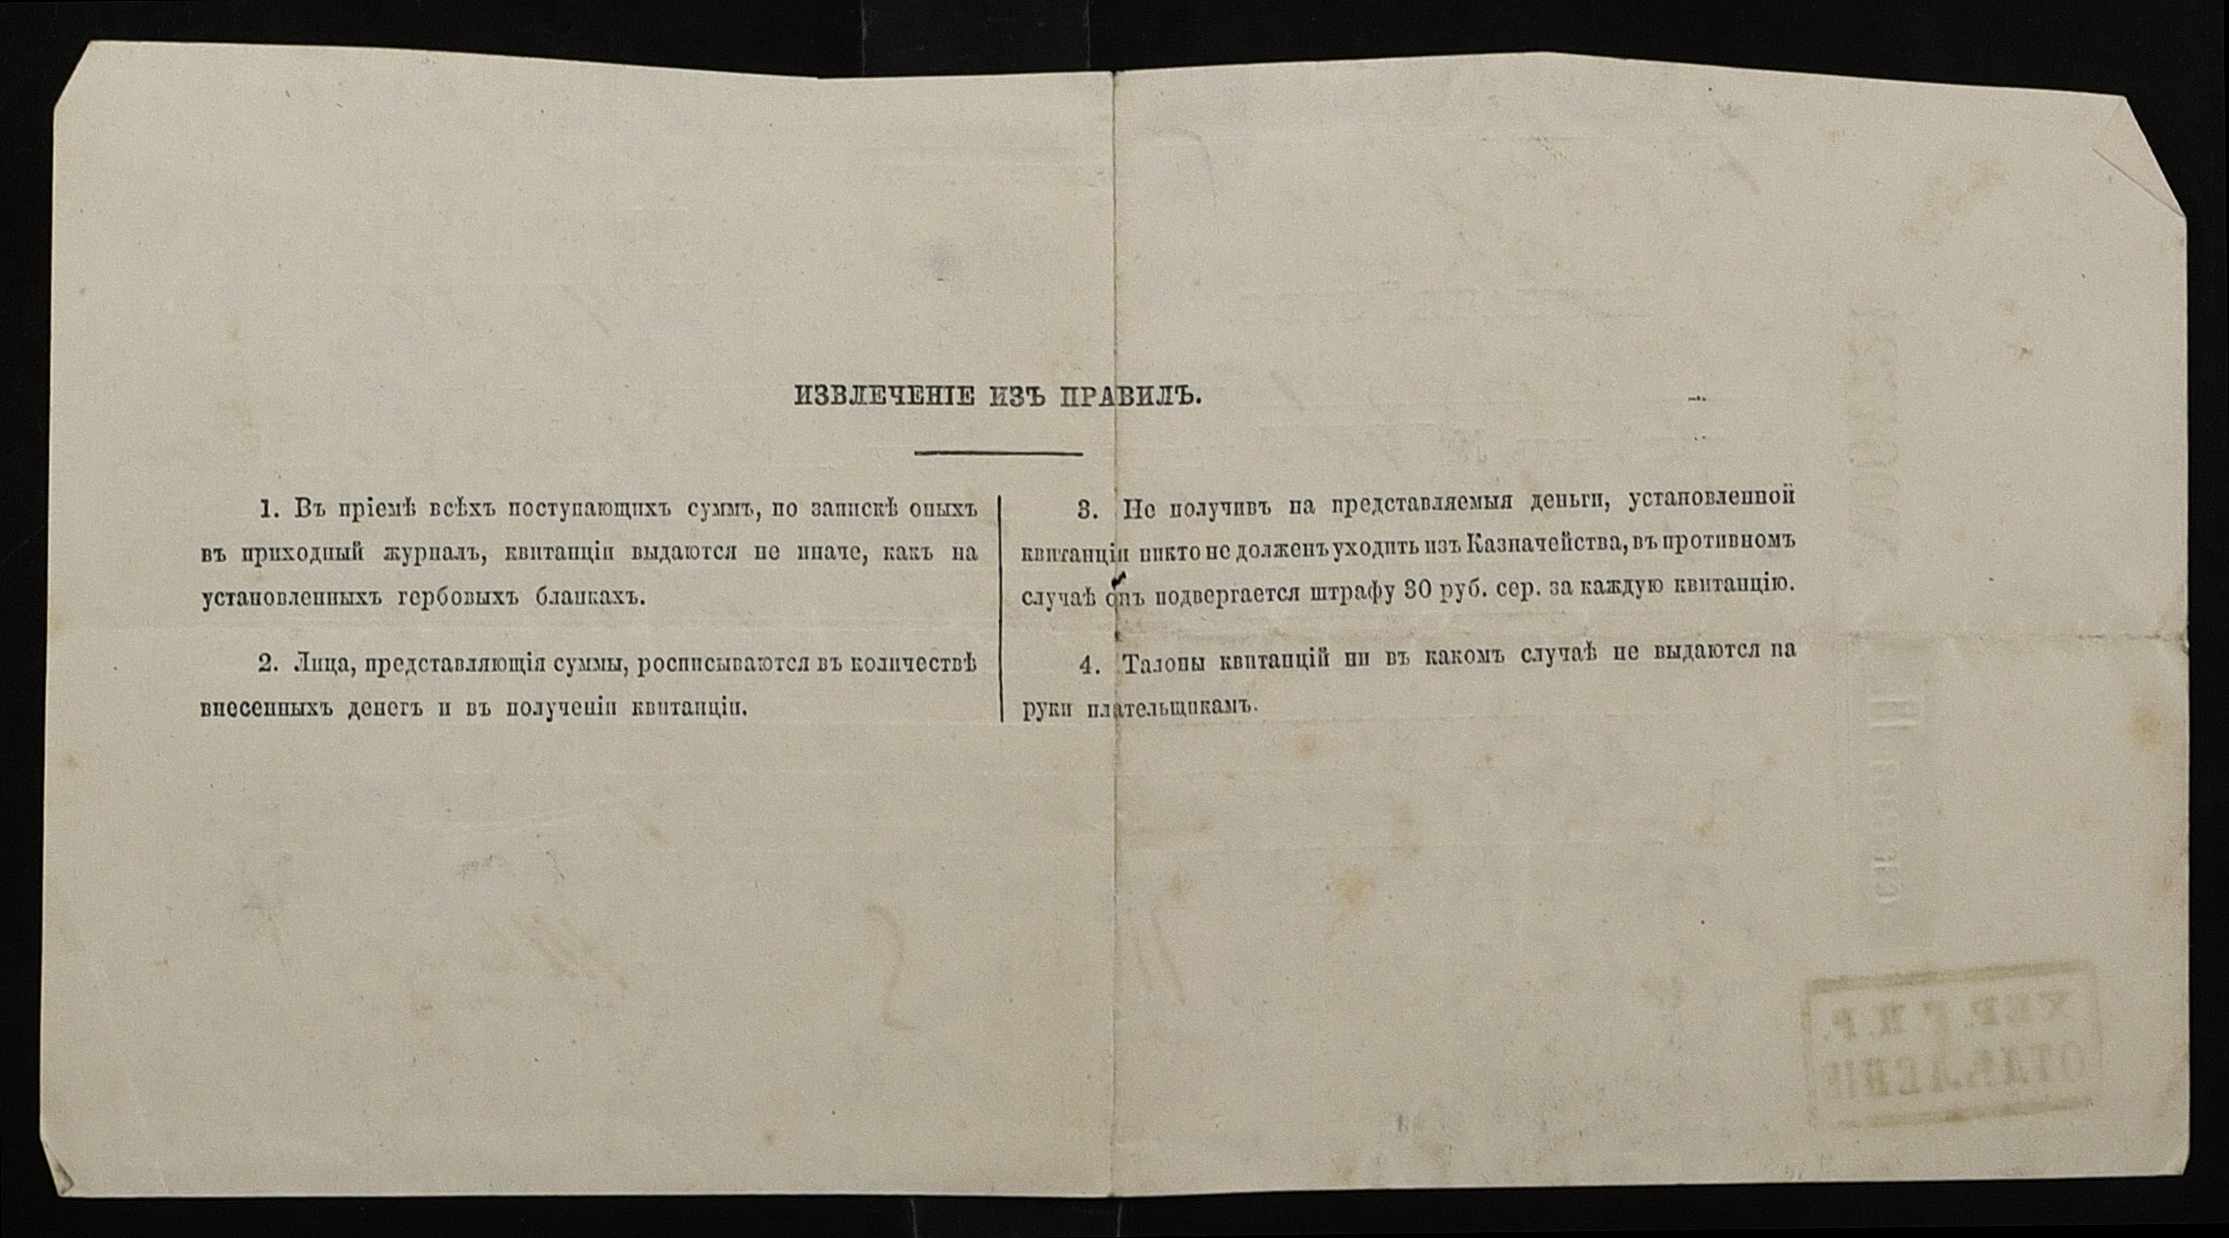 ИЗВЛЕЧЕНІЕ ИЗЪ ПРАВИЛЪ.
1. Въ пріемѣ всѣхъ поступающихъ суммъ, по запискѣ оныхъ
въ приходный журналъ, квитанціи выдаются не иначе, какъ на
установленныхъ гербовыхъ бланкахъ.
2. Лица, представляющія суммы, росписываются въ количествѣ
внесенныхъ денегъ и въ полученіи квитанціи.
3. Не получивъ на представляемыя деньги, установленной
квитанціи никто не долженъ уходить изъ Казначейства, въ противномъ
случаѣ онъ подвергается штрафу 30 руб. сер. за каждую квитанцію.
4. Талоны квитанцій ни въ какомъ случаѣ не выдаются на
руки плательщикамъ.
ОТДѢЛЕНІЕ